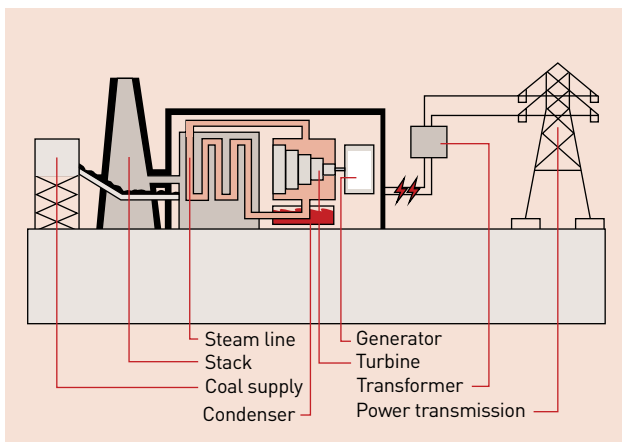 Steam line
Stack
Coal supply
Condenser
Generator
Turbine
Transformer
Power transmission